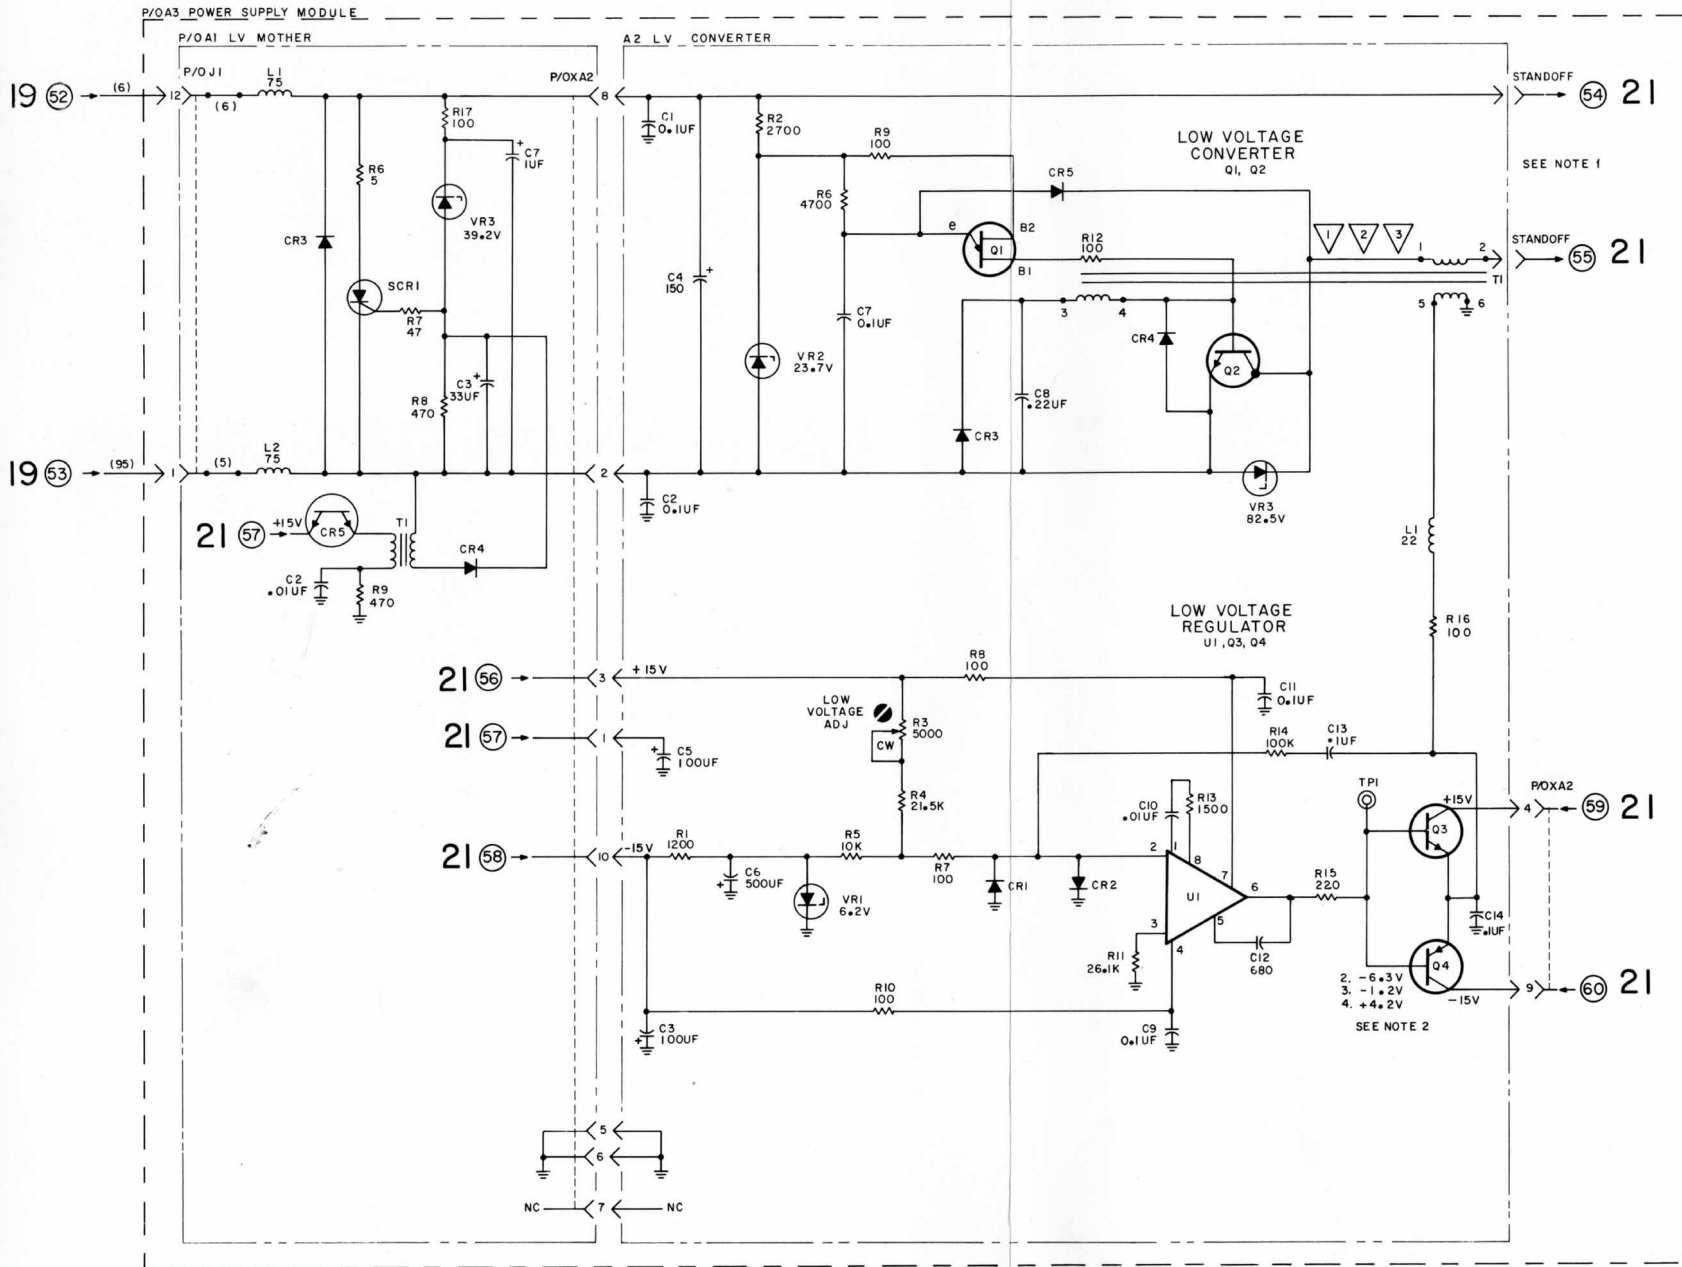 P/OA3 POWER SUPPLY MODULE
P/OA1 LV MOTHER
A2 LV CONVERTER
19 52
(6)
12
P/OJ1
(6)
L1
75
P/OXA2
8
STANDOFF
54 21
R17
100
C7
1UF
R6
5
VR3
39.2V
CR3
SCR1
R7
47
C3
33UF
R8
470
C1
0.1UF
R2
2700
R9
100
LOW VOLTAGE
CONVERTER
Q1, Q2
SEE NOTE 1
CR5
R6
4700
e
B2
Q1
B1
R12
100
1 2 3
1
2
STANDOFF
55 21
T1
C4
150
C7
0.1UF
3
4
5
6
CR4
VR2
23.7V
Q2
C8
.22UF
CR3
19 53
(95)
1
(5)
L2
75
2
C2
0.1UF
VR3
82.5V
21 57
+15V
CR5
T1
CR4
C2
.01UF
R9
470
L1
22
LOW VOLTAGE
REGULATOR
U1,Q3,Q4
R16
100
21 56
3
+15V
R8
100
C11
0.1UF
LOW
VOLTAGE
ADJ
R3
5000
CW
21 57
1
C5
100UF
R14
100K
C13
.1UF
R4
21.5K
C10
.01UF
R13
1500
TP1
P/OXA2
+15V
4
59 21
Q3
21 58
10
-15V
R1
1200
R5
10K
R7
100
2
1
8
C6
500UF
VR1
6.2V
CR1
CR2
U1
7
6
R15
220
3
5
4
C14
.1UF
R11
26.1K
C12
680
Q4
2. -6.3V
3. -1.2V
4. +4.2V
-15V
9
60 21
SEE NOTE 2
R10
100
C3
100UF
C9
0.1UF
5
6
NC
7
NC